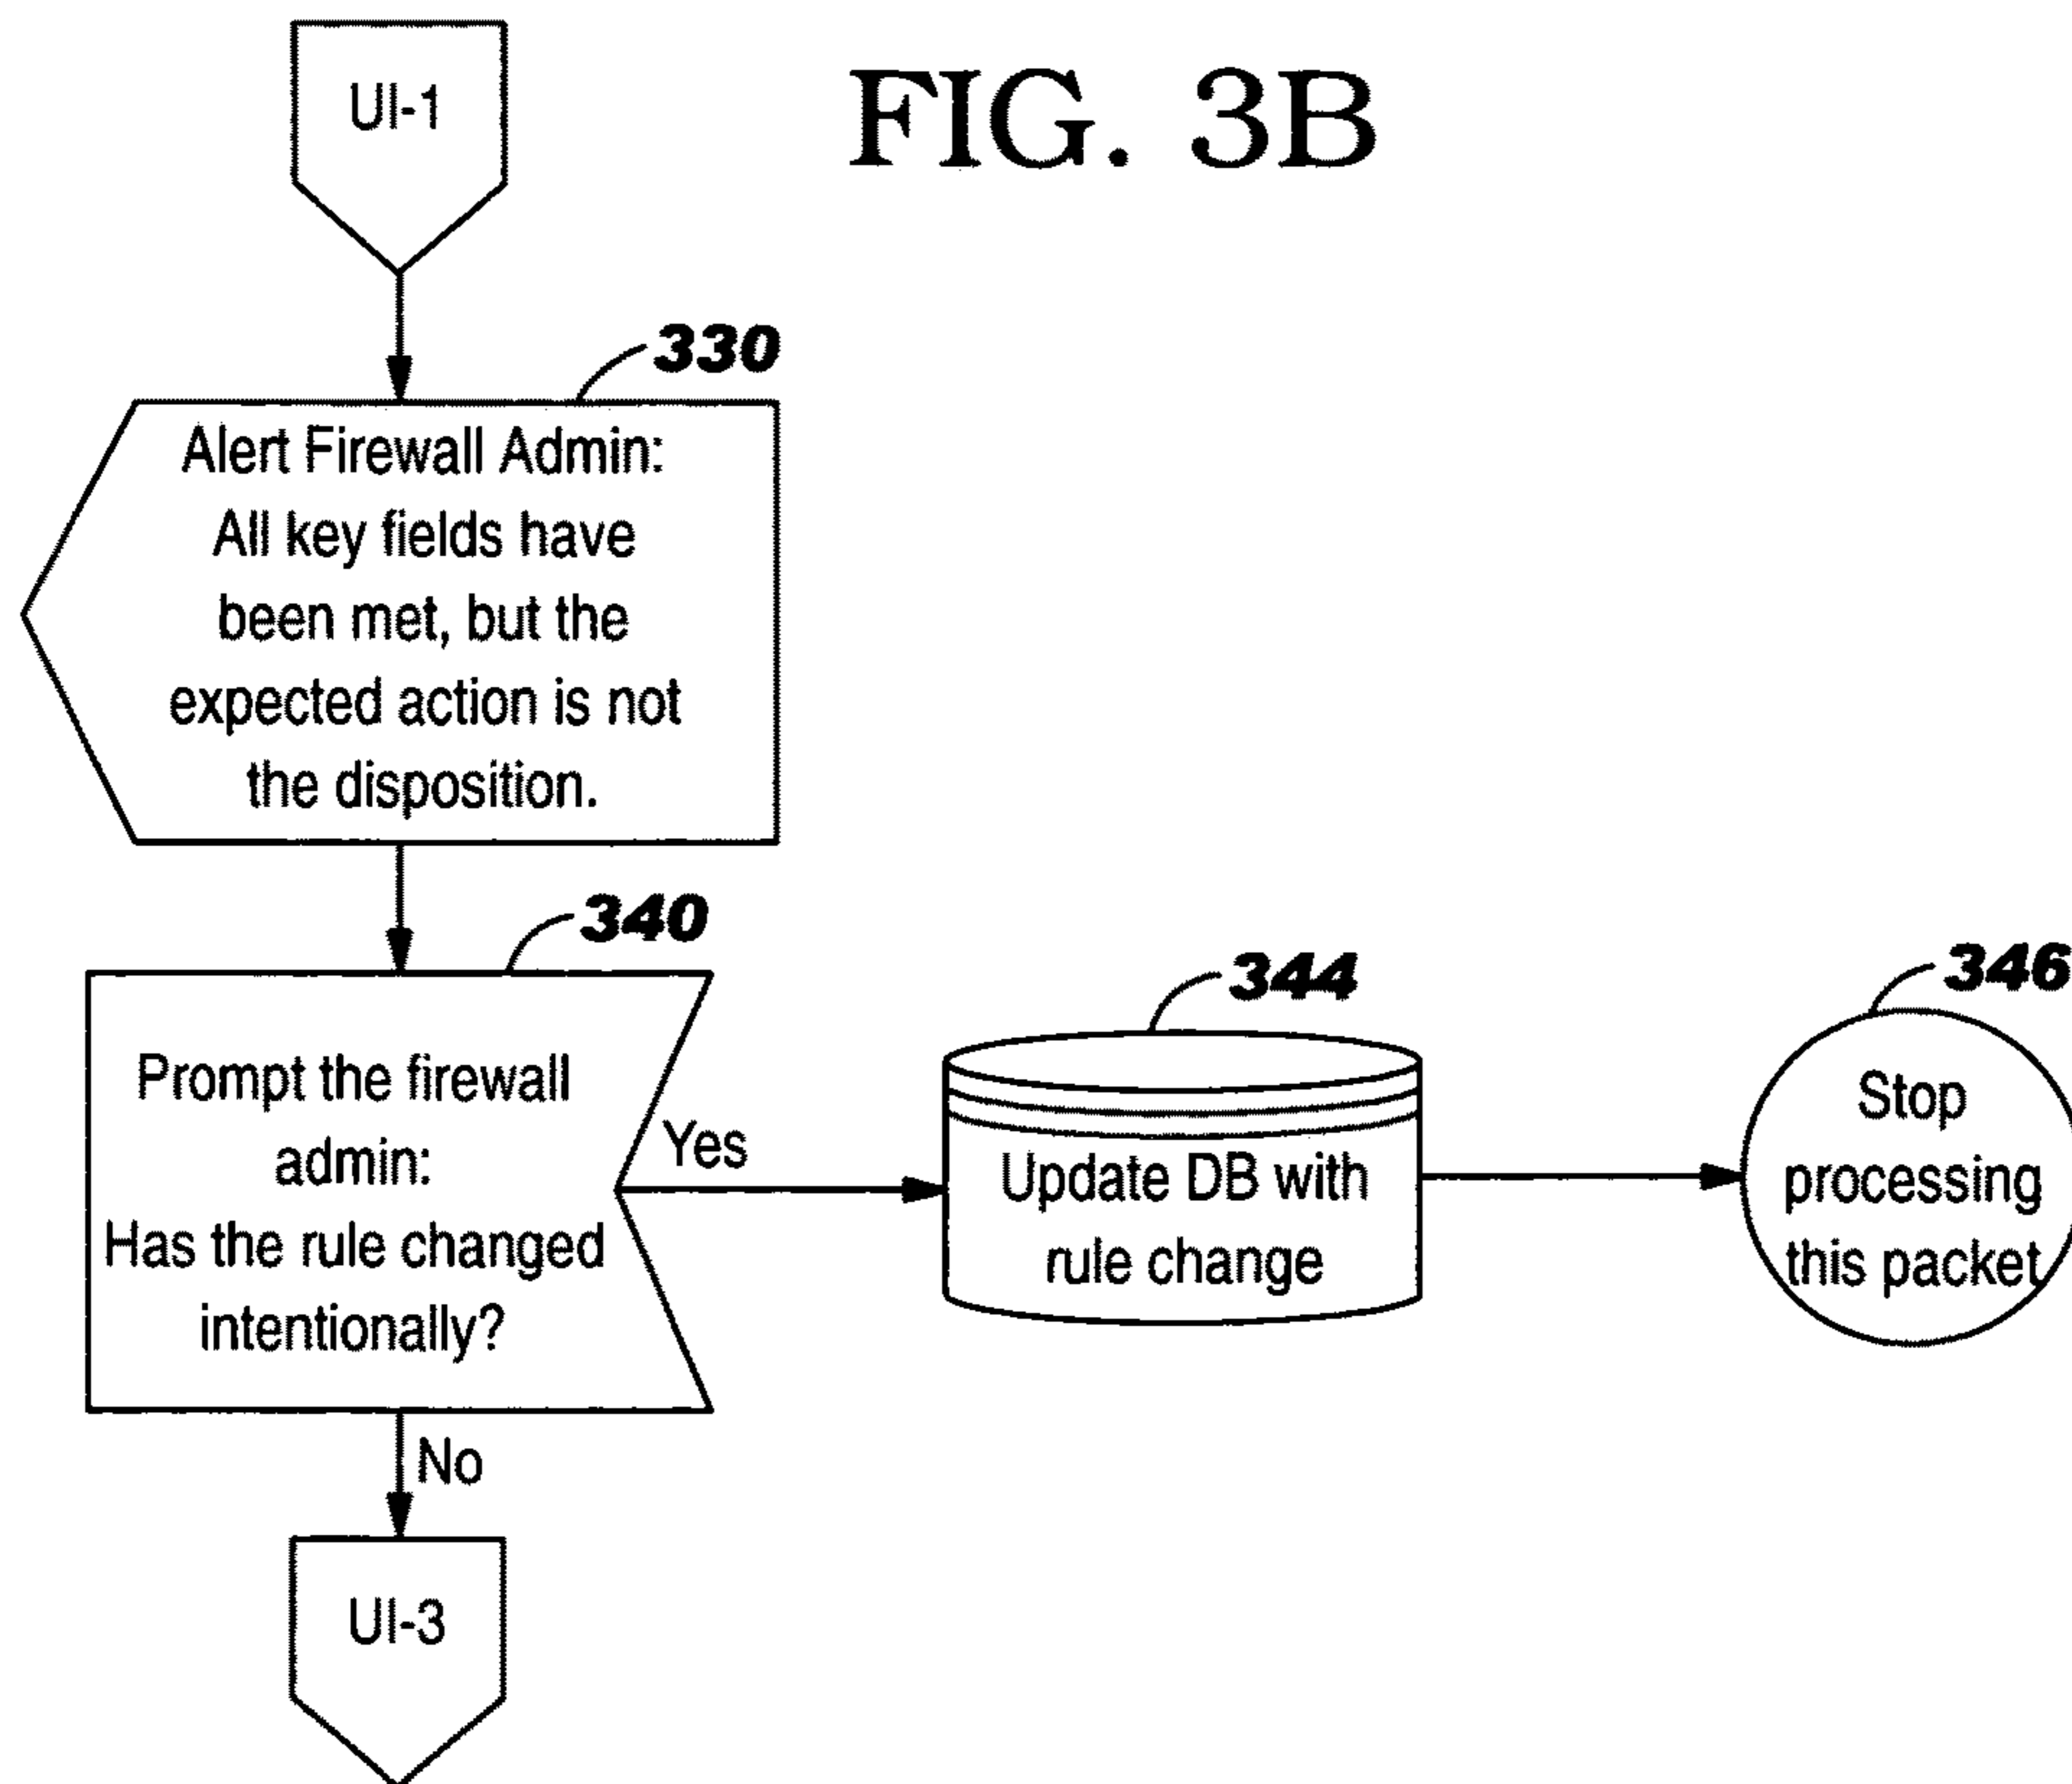 FIG. 3B
UI-1
330
Alert Firewall Admin:
All key fields have
been met, but the
expected action is not
the disposition.
340
Prompt the firewall
admin:
Has the rule changed
intentionally?
Yes
344
Update DB with
rule change
346
Stop
processing
this packet
No
UI-3